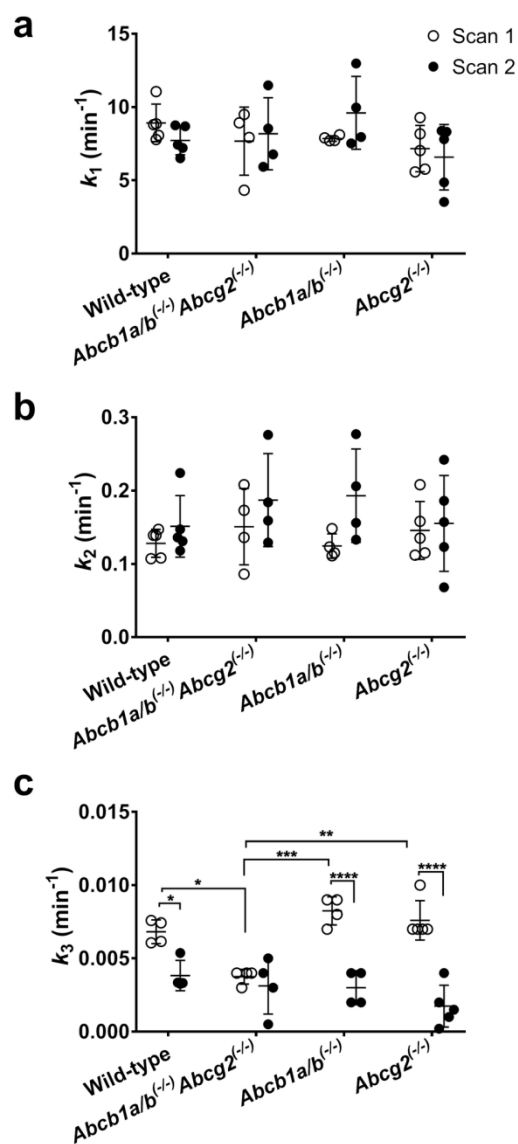 a
Scan 1
Scan 2
k₁ (min⁻¹)
15
10
5
0
Wild-type
Abcb1a/b⁽⁻/⁻⁾Abcg2⁽⁻/⁻⁾
Abcb1a/b⁽⁻/⁻⁾
Abcg2⁽⁻/⁻⁾
b
k₂ (min⁻¹)
0.3
0.2
0.1
0.0
Wild-type
Abcb1a/b⁽⁻/⁻⁾Abcg2⁽⁻/⁻⁾
Abcb1a/b⁽⁻/⁻⁾
Abcg2⁽⁻/⁻⁾
c
k₃ (min⁻¹)
0.015
0.010
0.005
0.000
**
***
****
****
*
*
Wild-type
Abcb1a/b⁽⁻/⁻⁾Abcg2⁽⁻/⁻⁾
Abcb1a/b⁽⁻/⁻⁾
Abcg2⁽⁻/⁻⁾